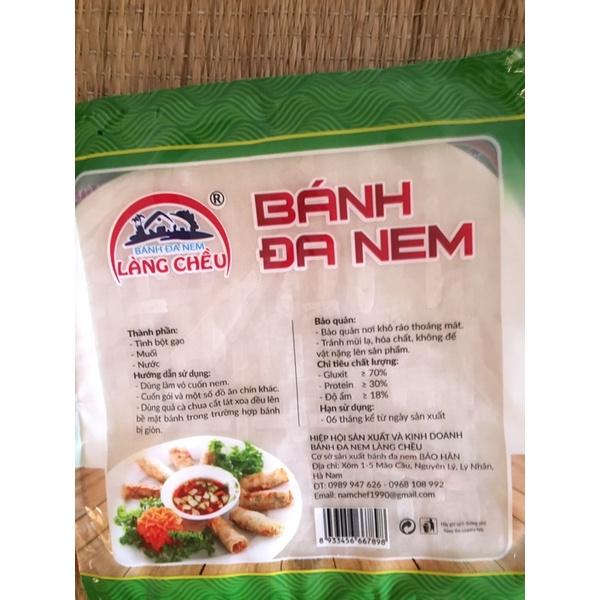 ®
BÁNH ĐA NEM
LÀNG CHỀU
BÁNH
ĐA NEM
Thành phần:
- Tinh bột gạo
- Muối
- Nước
Hướng dẫn sử dụng:
- Dùng làm vỏ cuốn nem.
- Cuốn gói và một số đồ ăn chín khác.
- Dùng quả cà chua cắt lát xoa đều lên
bề mặt bánh trong trường hợp bánh
bị giòn.
Bảo quản:
- Bảo quản nơi khô ráo thoáng mát.
- Tránh mùi lạ, hóa chất, không để
vật nặng lên sản phẩm.
Chỉ tiêu chất lượng:
- Gluxit ≥ 70%
- Protein ≥ 30%
- Độ ẩm ≥ 18%
Hạn sử dụng:
- 06 tháng kể từ ngày sản xuất
HIỆP HỘI SẢN XUẤT VÀ KINH DOANH
BÁNH ĐA NEM LÀNG CHỀU
Cơ sở sản xuất bánh đa nem BẢO HÂN
Địa chỉ: Xóm 1-5 Mão Cầu, Nguyên Lý, Lý Nhân,
Hà Nam
ĐT: 0989 947 626 - 0968 108 992
Email: namchef1990@gmail.com
8 933456 667898